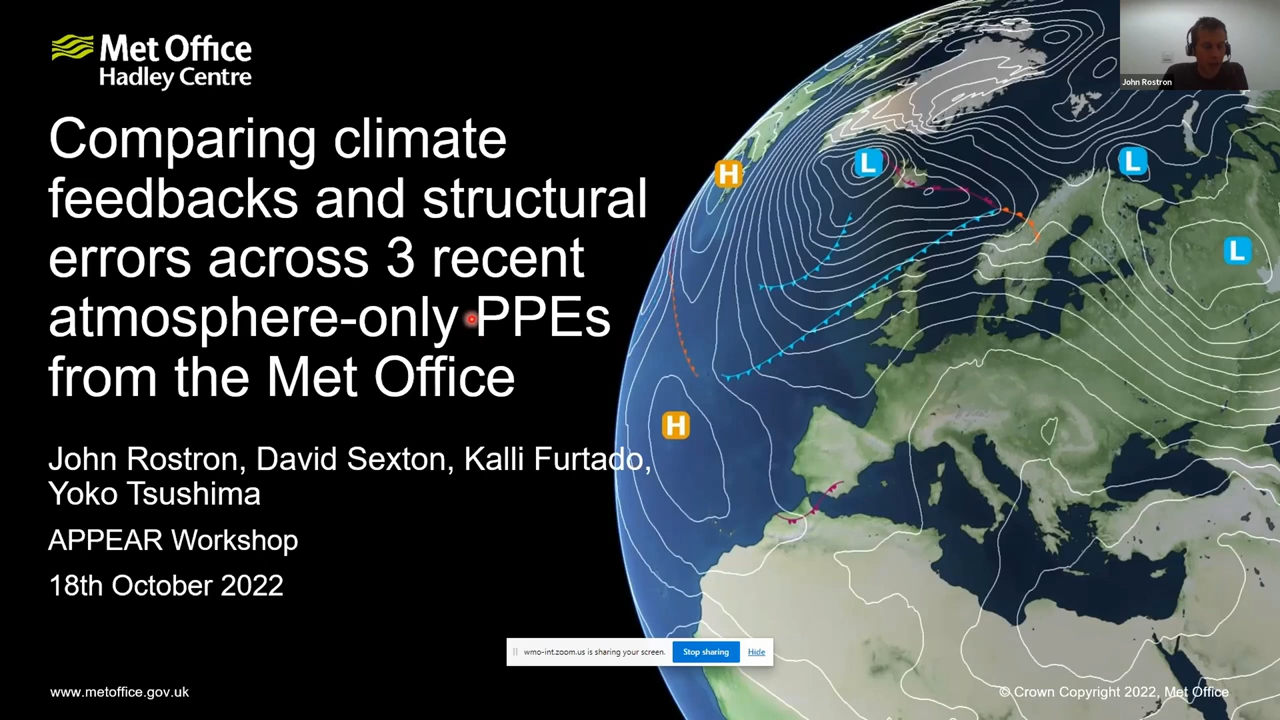 Met Office
Hadley Centre
John Rostron
Comparing climate
feedbacks and structural
errors across 3 recent
atmosphere-only PPEs
from the Met Office
H
L
L
L
H
John Rostron, David Sexton, Kalli Furtado,
Yoko Tsushima
APPEAR Workshop
18th October 2022
wmo-int.zoom.us is sharing your screen.
Stop sharing
Hide
www.metoffice.gov.uk
© Crown Copyright 2022, Met Office